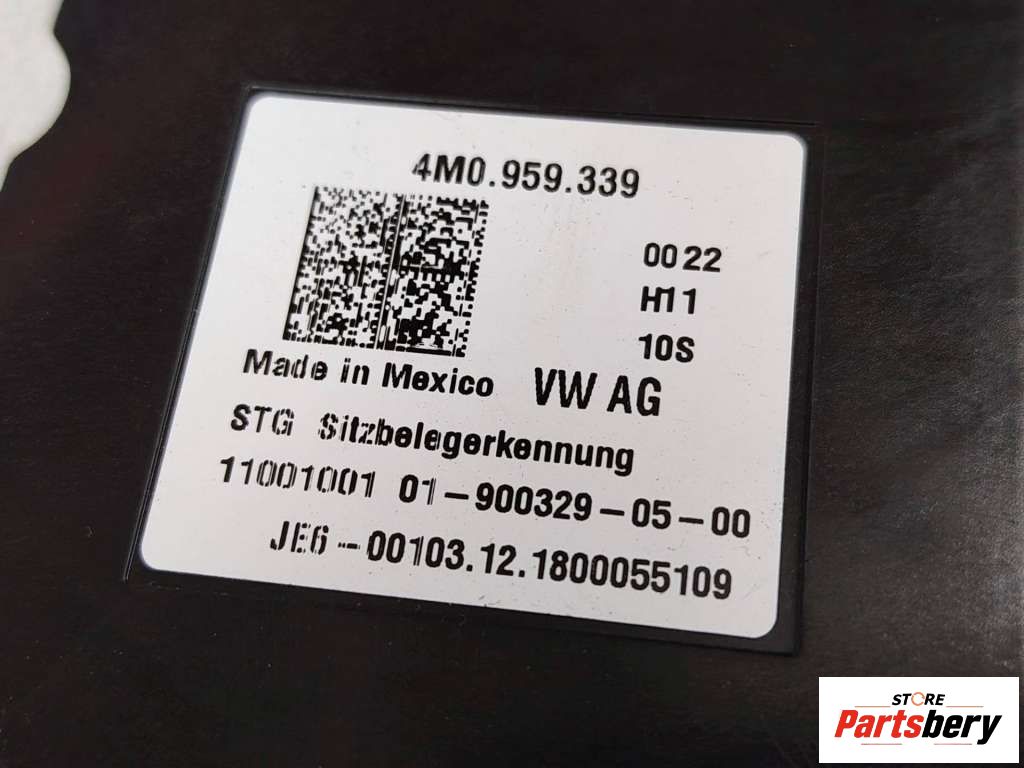 4M0.959.339
0022
H11
10S
Made in Mexico VW AG
STG Sitzbelegerkennung
11001001 01-900329-05-00
JE6-00103.12.1800055109
STORE
Partsbery